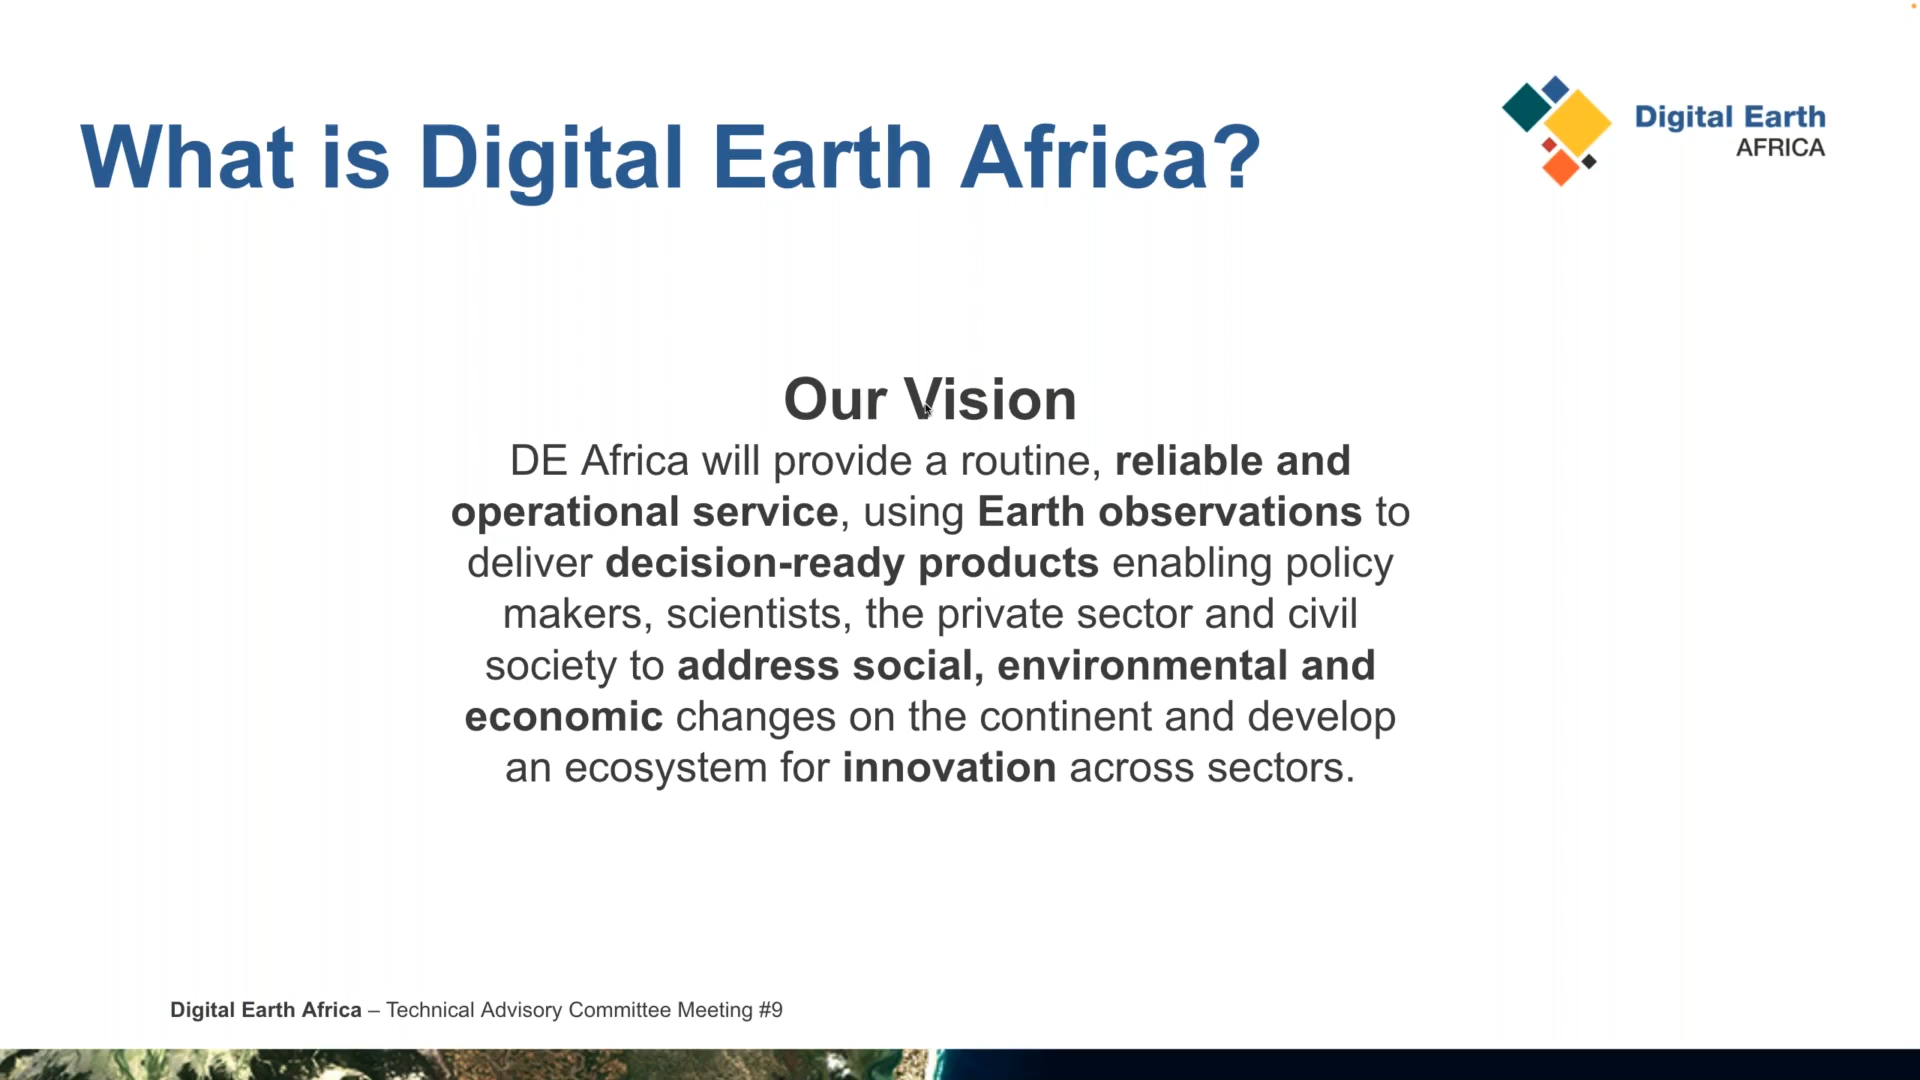 What is Digital Earth Africa?
Digital Earth
AFRICA
Our Vision
DE Africa will provide a routine, reliable and
operational service, using Earth observations to
deliver decision-ready products enabling policy
makers, scientists, the private sector and civil
society to address social, environmental and
economic changes on the continent and develop
an ecosystem for innovation across sectors.
Digital Earth Africa – Technical Advisory Committee Meeting #9